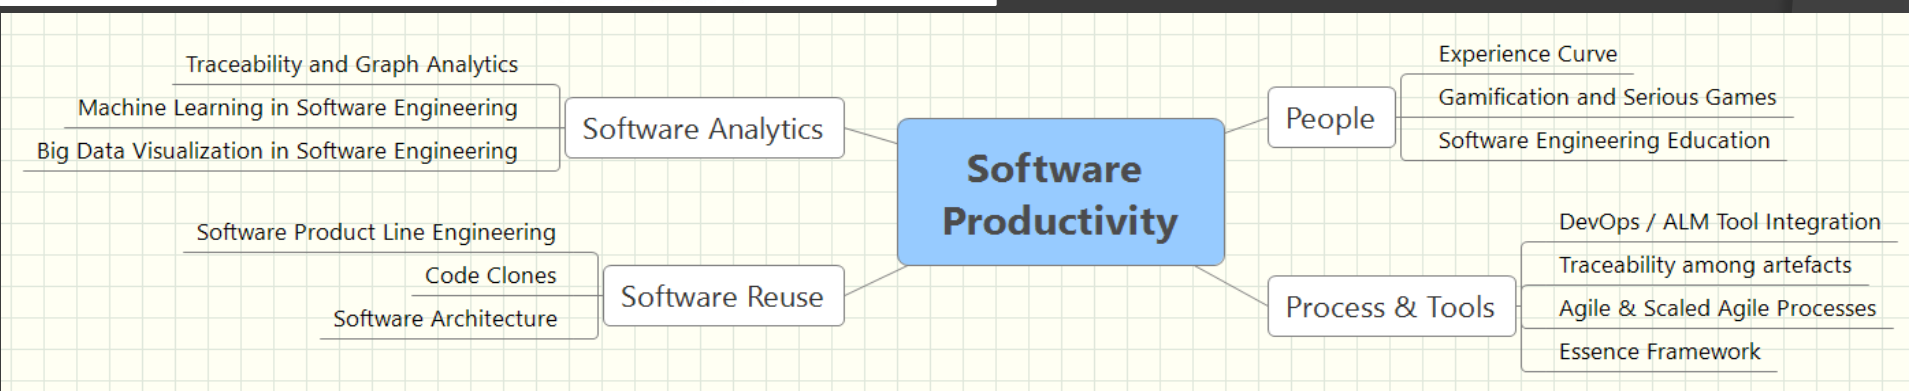 Traceability and Graph Analytics
Machine Learning in Software Engineering
Big Data Visualization in Software Engineering
Software Analytics
Software Product Line Engineering
Code Clones
Software Architecture
Software Reuse
Software
Productivity
People
Experience Curve
Gamification and Serious Games
Software Engineering Education
Process & Tools
DevOps / ALM Tool Integration
Traceability among artefacts
Agile & Scaled Agile Processes
Essence Framework